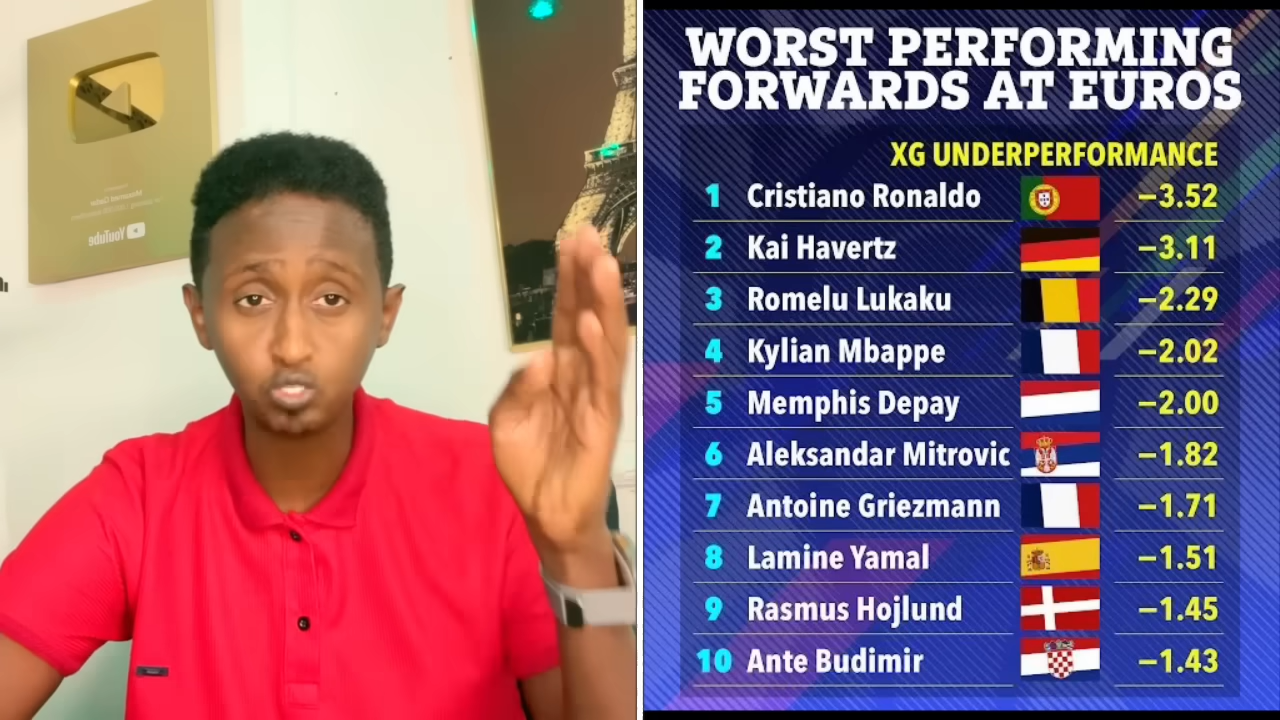 YouTube
WORST PERFORMING
FORWARDS AT EUROS
XG UNDERPERFORMANCE
1 Cristiano Ronaldo –3.52
2 Kai Havertz –3.11
3 Romelu Lukaku –2.29
4 Kylian Mbappe –2.02
5 Memphis Depay –2.00
6 Aleksandar Mitrovic –1.82
7 Antoine Griezmann –1.71
8 Lamine Yamal –1.51
9 Rasmus Hojlund –1.45
10 Ante Budimir –1.43